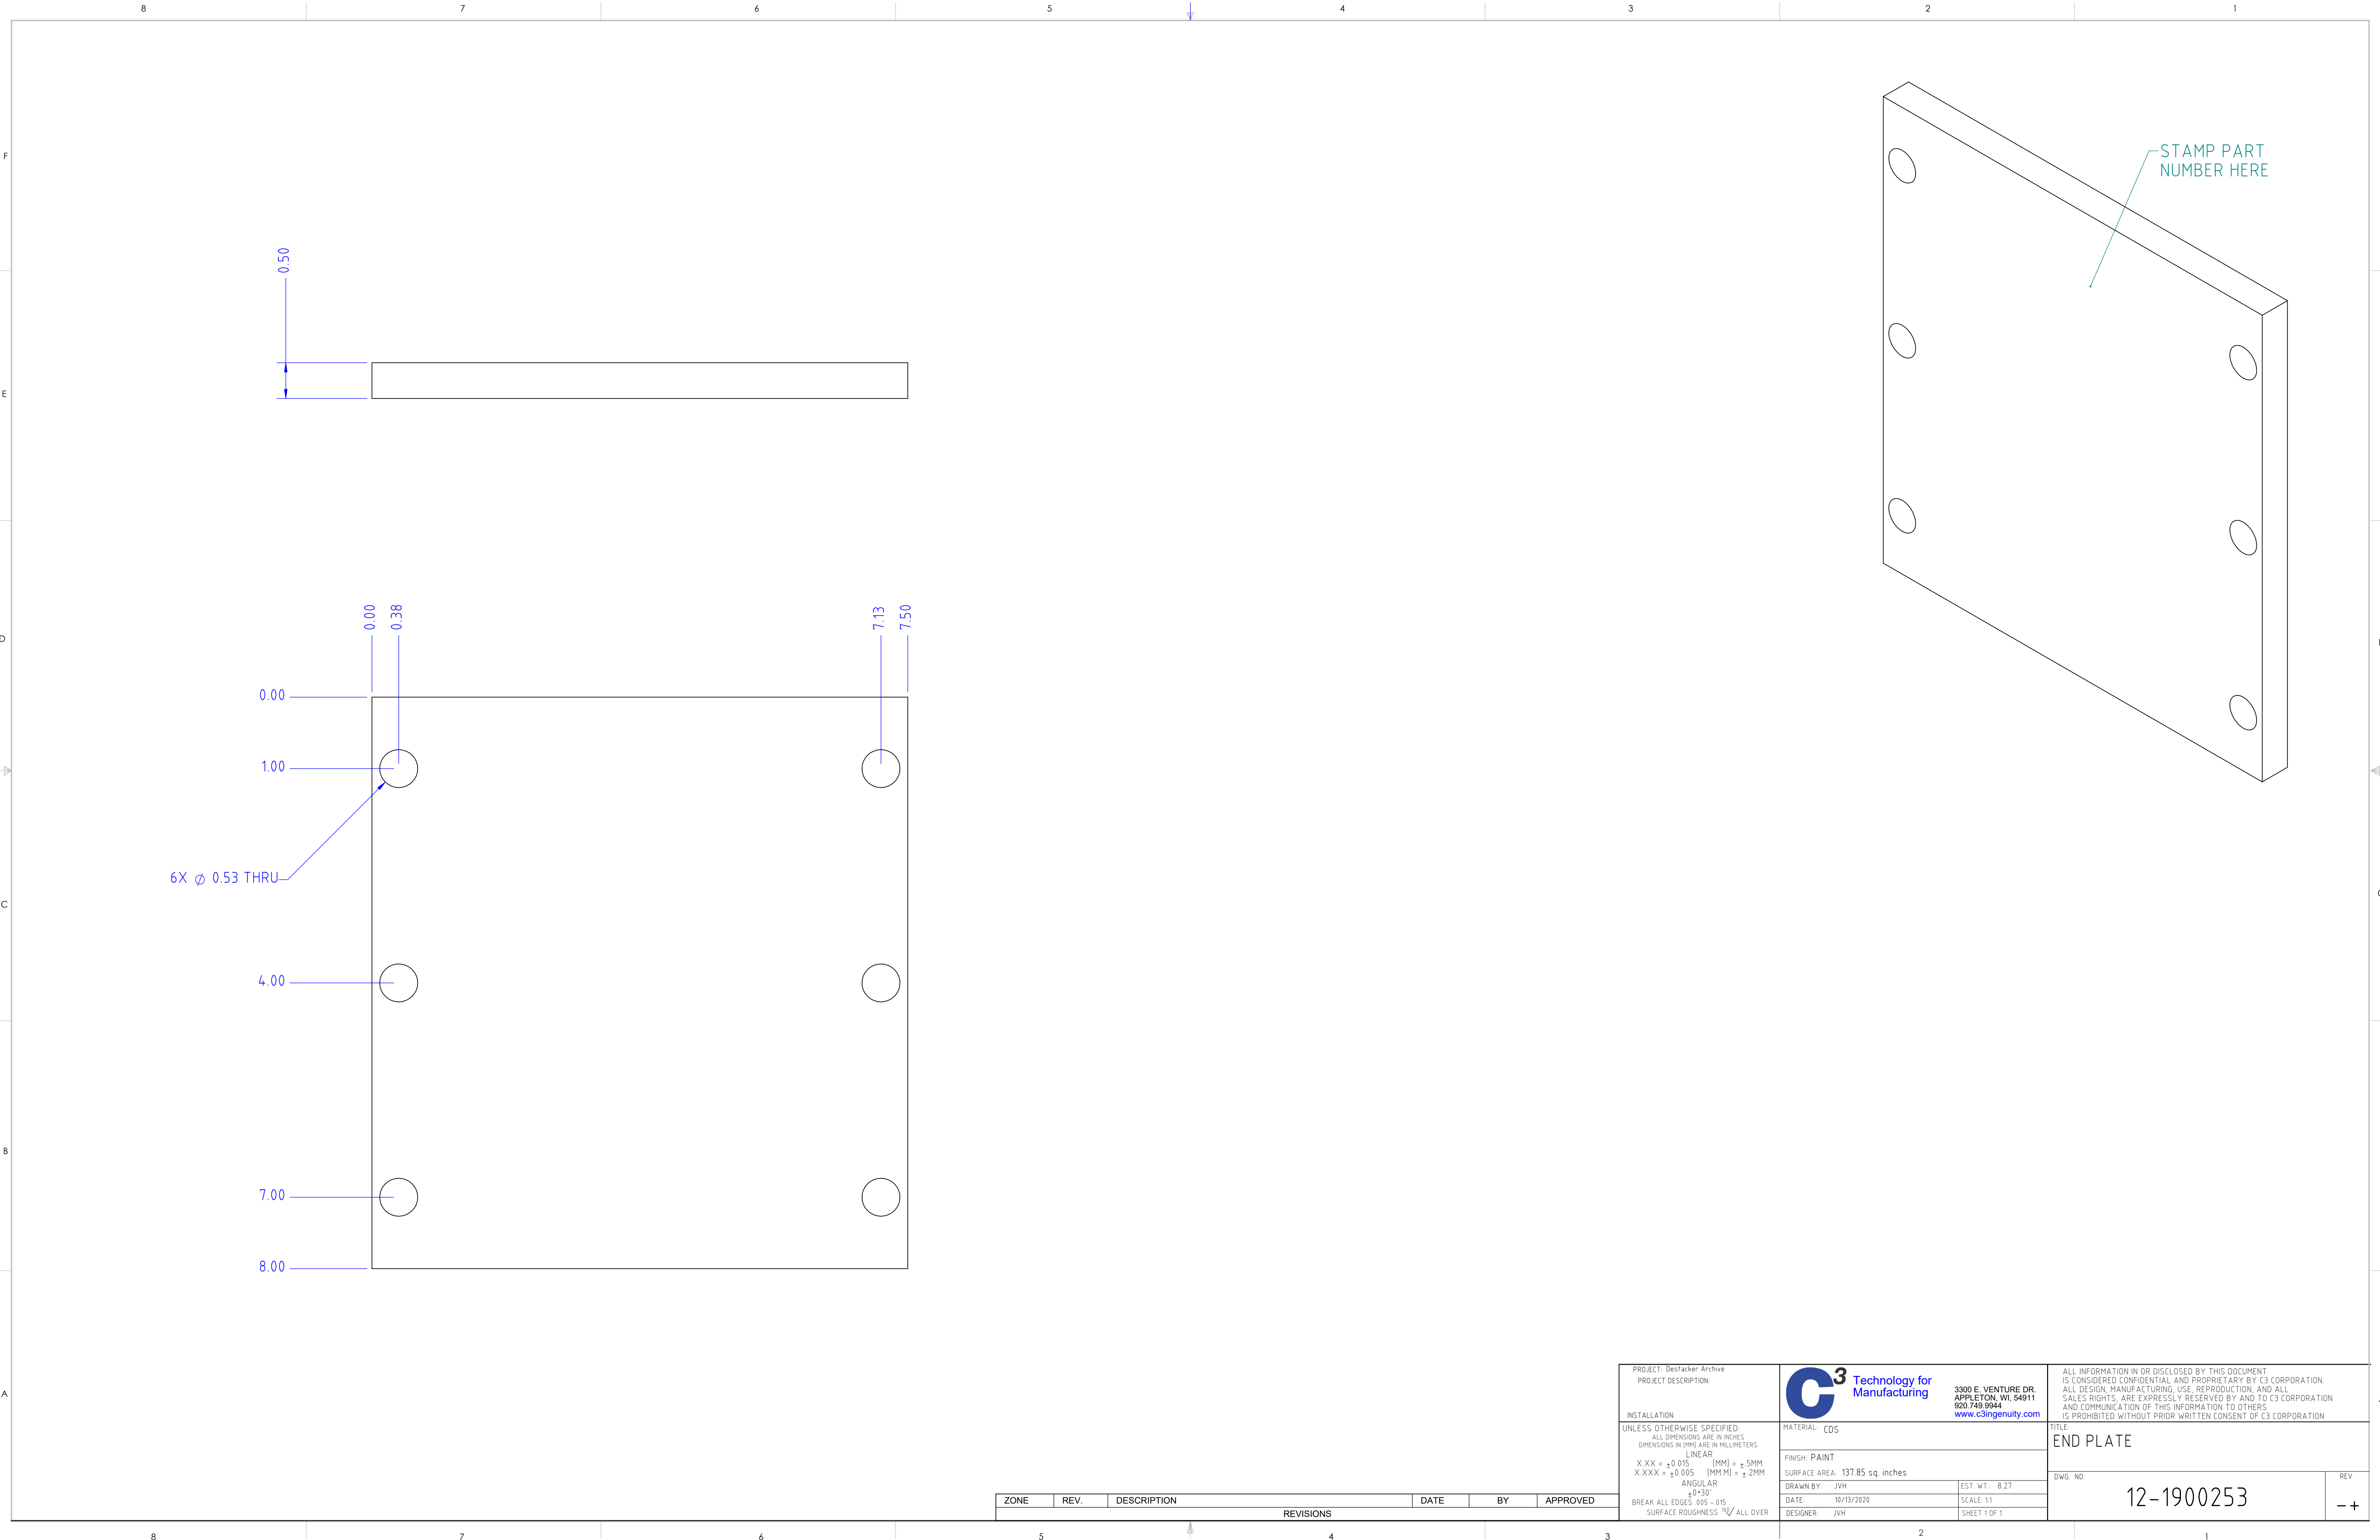 8 7 6 5 4 3 2 1
F
E
D
C
B
A
STAMP PART
NUMBER HERE
0.50
0.00 0.38 7.13 7.50
0.00
1.00
6X ⌀ 0.53 THRU
4.00
7.00
8.00
PROJECT: Destacker Archive
PROJECT DESCRIPTION:
INSTALLATION:
C3 Technology for
Manufacturing
3300 E. VENTURE DR.
APPLETON, WI, 54911
920.749.9944
www.c3ingenuity.com
ALL INFORMATION IN OR DISCLOSED BY THIS DOCUMENT
IS CONSIDERED CONFIDENTIAL AND PROPRIETARY BY C3 CORPORATION.
ALL DESIGN, MANUFACTURING, USE, REPRODUCTION, AND ALL
SALES RIGHTS, ARE EXPRESSLY RESERVED BY AND TO C3 CORPORATION
AND COMMUNICATION OF THIS INFORMATION TO OTHERS
IS PROHIBITED WITHOUT PRIOR WRITTEN CONSENT OF C3 CORPORATION
UNLESS OTHERWISE SPECIFIED:
ALL DIMENSIONS ARE IN INCHES
DIMENSIONS IN [MM] ARE IN MILLIMETERS
LINEAR
X.XX = ±0.015 [MM] = ±.5MM
X.XXX = ±0.005 [MM.M] = ±.2MM
ANGULAR
±0°30'
BREAK ALL EDGES .005 -.015
SURFACE ROUGHNESS 160 ALL OVER
MATERIAL: CDS
FINISH: PAINT
SURFACE AREA: 137.85 sq. inches
DRAWN BY: JVH
EST. WT.: 8.27
DATE: 10/13/2020
SCALE: 1:1
DESIGNER: JVH
SHEET 1 OF 1
TITLE:
END PLATE
DWG. NO.
12-1900253
REV
-+
ZONE REV. DESCRIPTION DATE BY APPROVED
REVISIONS
8 7 6 5 4 3 2 1